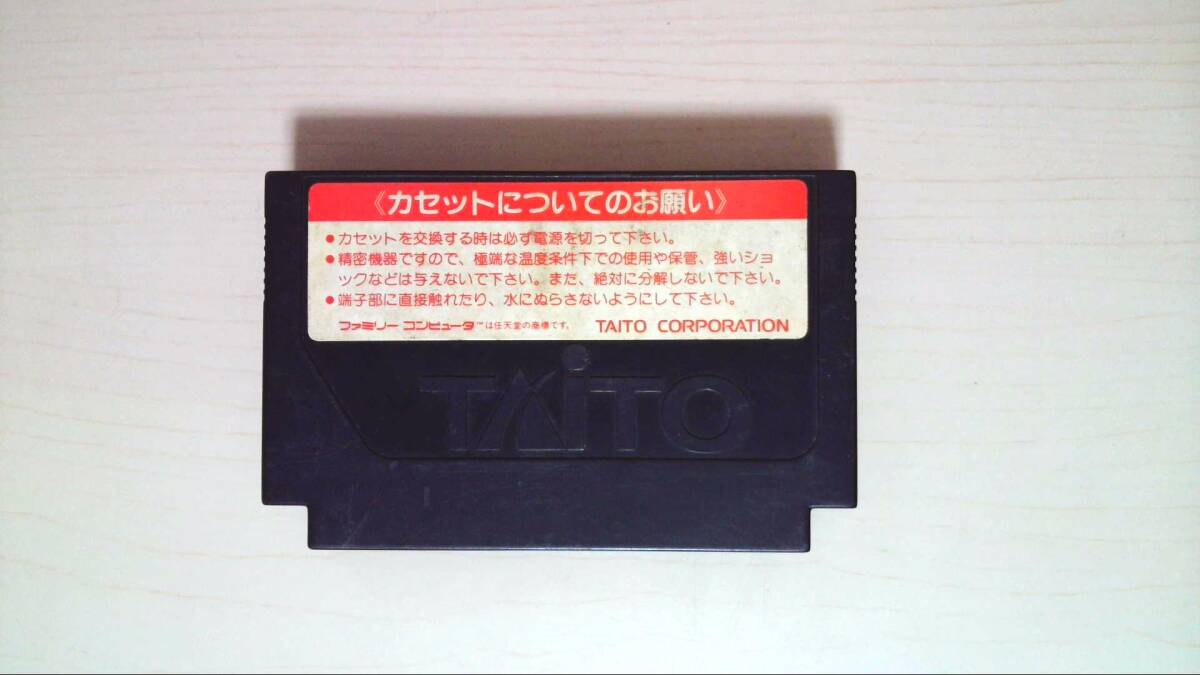 《カセットについてのお願い》
●カセットを交換する時は必ず電源を切って下さい。
●精密機器ですので、極端な温度条件下での使用や保管、強いショ
ックなどは与えないで下さい。また、絶対に分解しないで下さい。
●端子部に直接触れたり、水にぬらさないようにして下さい。
ファミリー コンピュータ™は任天堂の商標です。 TAITO CORPORATION
TAiTO